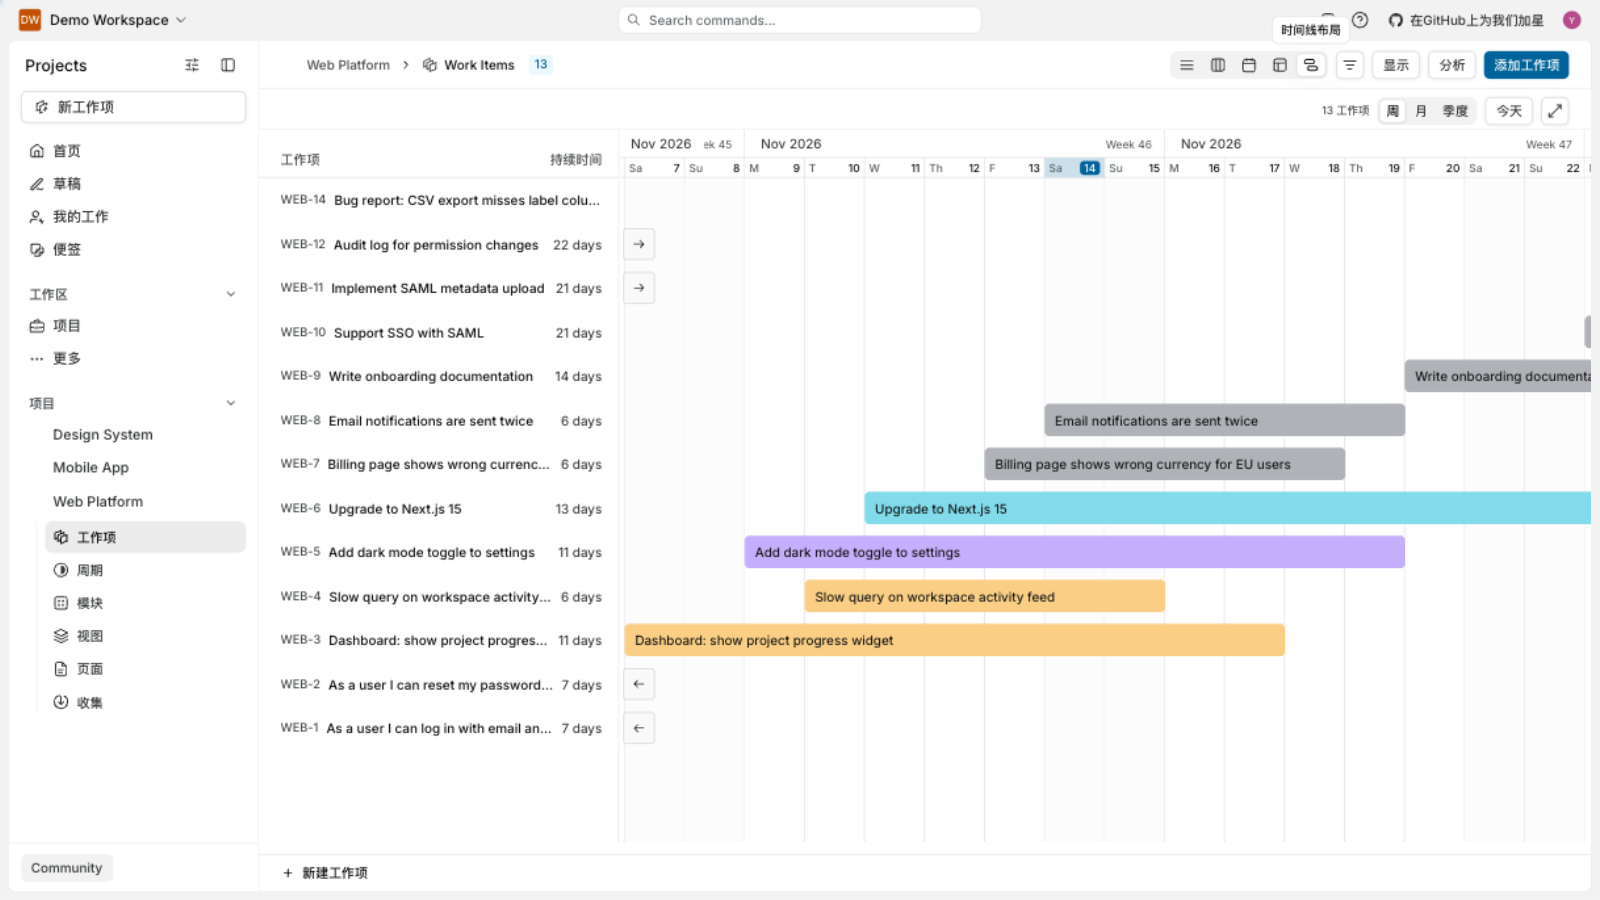 DW Demo Workspace
Search commands...
在GitHub上为我们加星
Y
时间线布局
Projects
新工作项
首页
草稿
我的工作
便签
工作区
项目
更多
项目
Design System
Mobile App
Web Platform
工作项
周期
模块
视图
页面
收集
Community
Web Platform
Work Items 13
显示
分析
添加工作项
13 工作项
周
月
季度
今天
工作项
持续时间
Nov 2026 ek 45
Nov 2026 Week 46
Nov 2026 Week 47
Sa 7 Su 8 M 9 T 10 W 11 Th 12 F 13 Sa 14 Su 15 M 16 T 17 W 18 Th 19 F 20 Sa 21 Su 22
WEB-14 Bug report: CSV export misses label colu...
WEB-12 Audit log for permission changes 22 days
WEB-11 Implement SAML metadata upload 21 days
WEB-10 Support SSO with SAML 21 days
WEB-9 Write onboarding documentation 14 days
Write onboarding documenta
WEB-8 Email notifications are sent twice 6 days
Email notifications are sent twice
WEB-7 Billing page shows wrong currenc... 6 days
Billing page shows wrong currency for EU users
WEB-6 Upgrade to Next.js 15 13 days
Upgrade to Next.js 15
WEB-5 Add dark mode toggle to settings 11 days
Add dark mode toggle to settings
WEB-4 Slow query on workspace activity... 6 days
Slow query on workspace activity feed
WEB-3 Dashboard: show project progres... 11 days
Dashboard: show project progress widget
WEB-2 As a user I can reset my password... 7 days
WEB-1 As a user I can log in with email an... 7 days
新建工作项